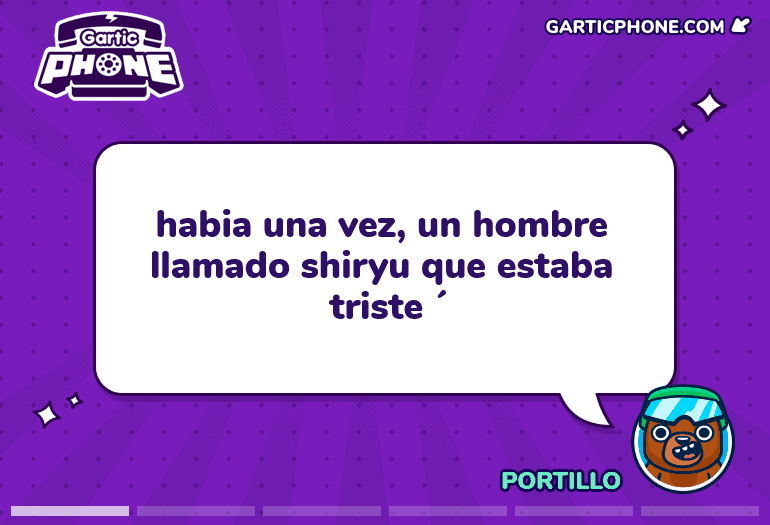 Gartic
PHONE
GARTICPHONE.COM
habia una vez, un hombre
llamado shiryu que estaba
triste ´
PORTILLO